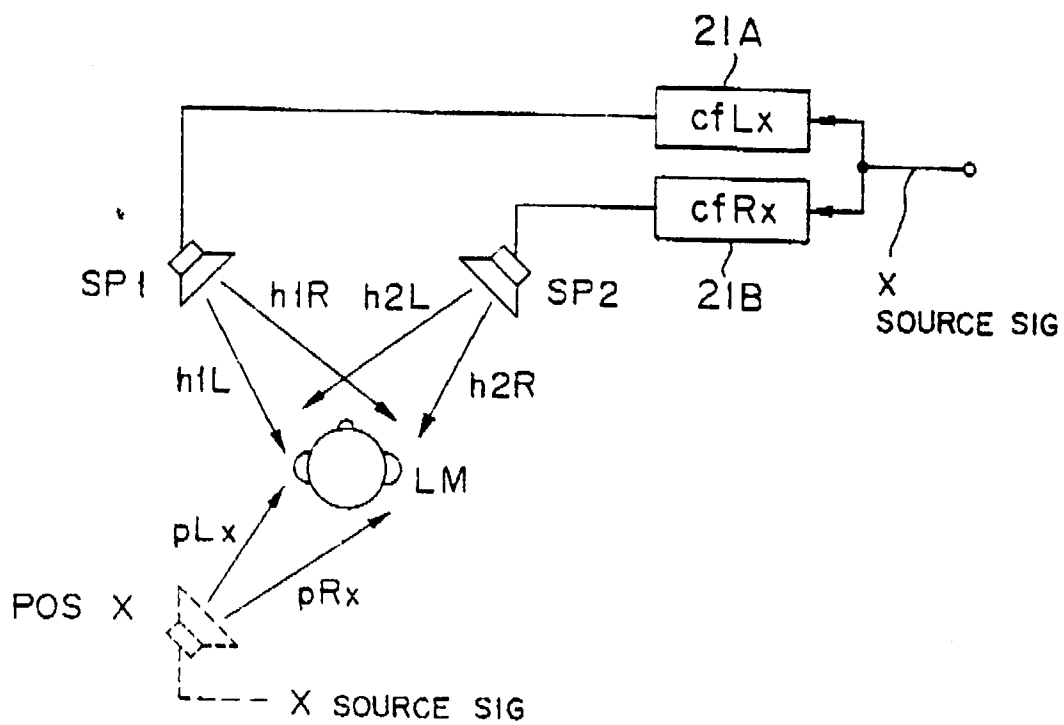 21A
cfLx
cfRx
SP1
h1R
h2L
SP2
21B
X
SOURCE SIG
h1L
h2R
LM
pLx
pRx
POS X
X SOURCE SIG